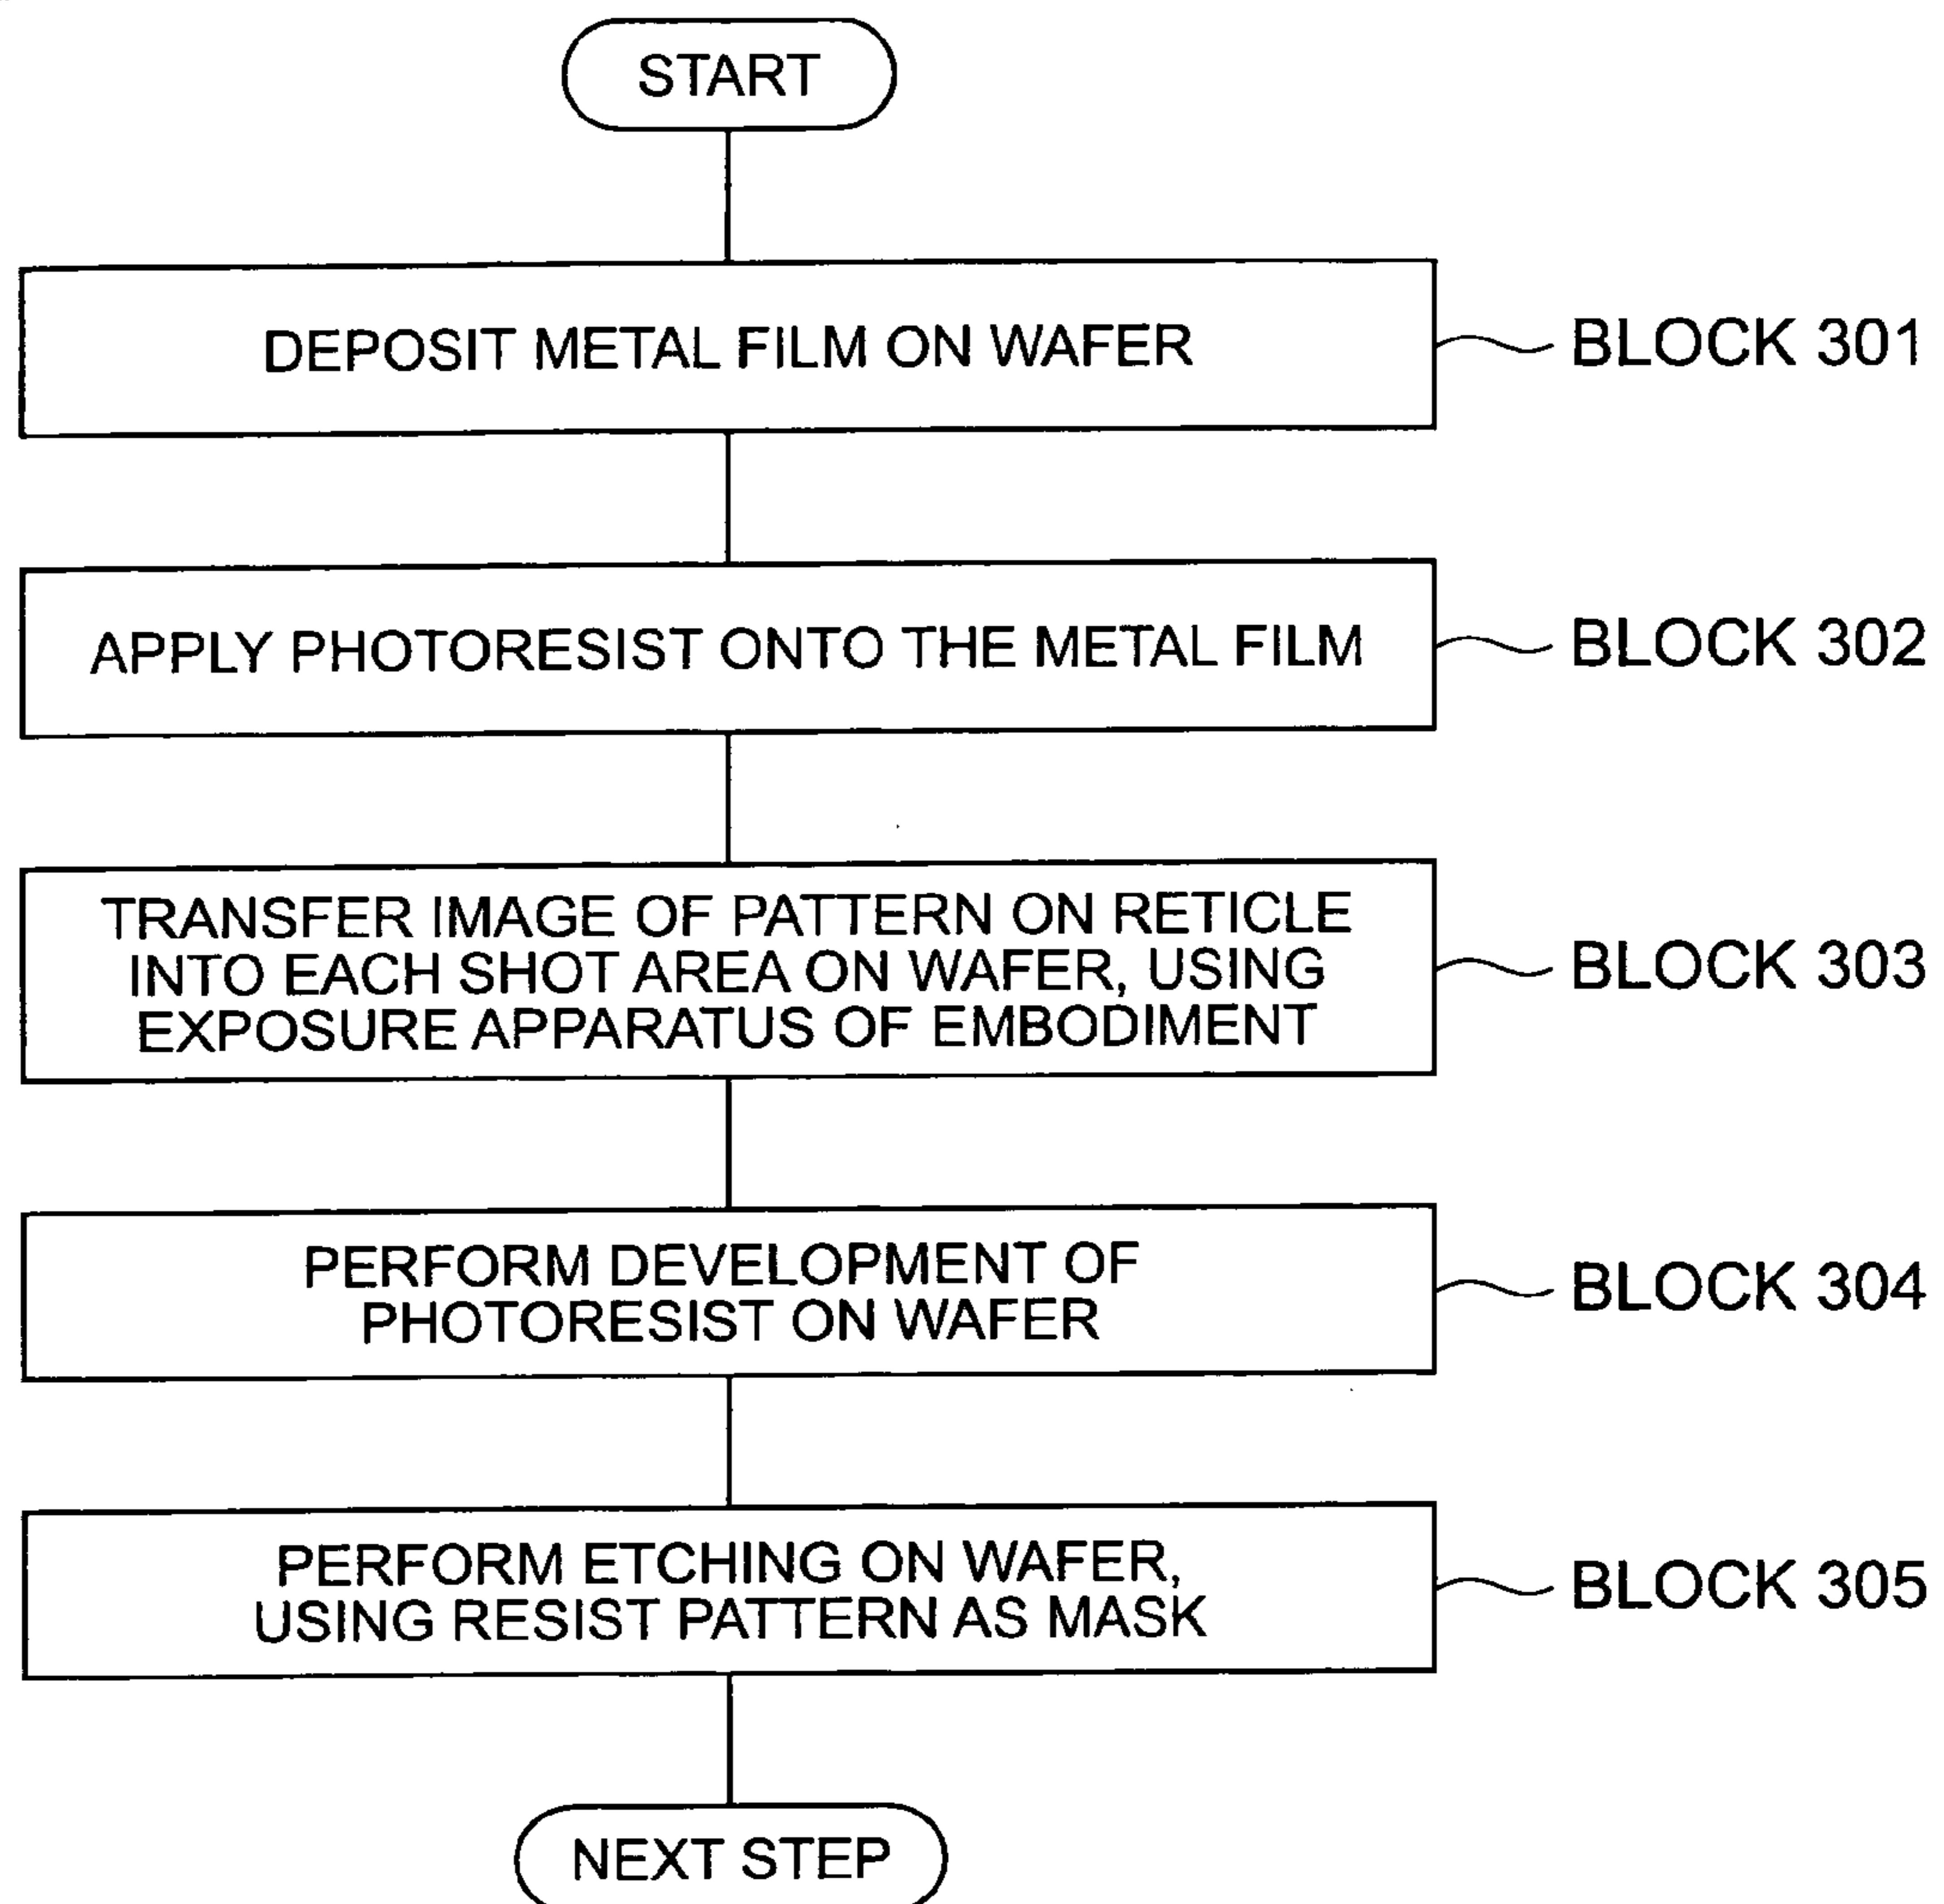 START
DEPOSIT METAL FILM ON WAFER
BLOCK 301
APPLY PHOTORESIST ONTO THE METAL FILM
BLOCK 302
TRANSFER IMAGE OF PATTERN ON RETICLE
INTO EACH SHOT AREA ON WAFER, USING
EXPOSURE APPARATUS OF EMBODIMENT
BLOCK 303
PERFORM DEVELOPMENT OF
PHOTORESIST ON WAFER
BLOCK 304
PERFORM ETCHING ON WAFER,
USING RESIST PATTERN AS MASK
BLOCK 305
NEXT STEP